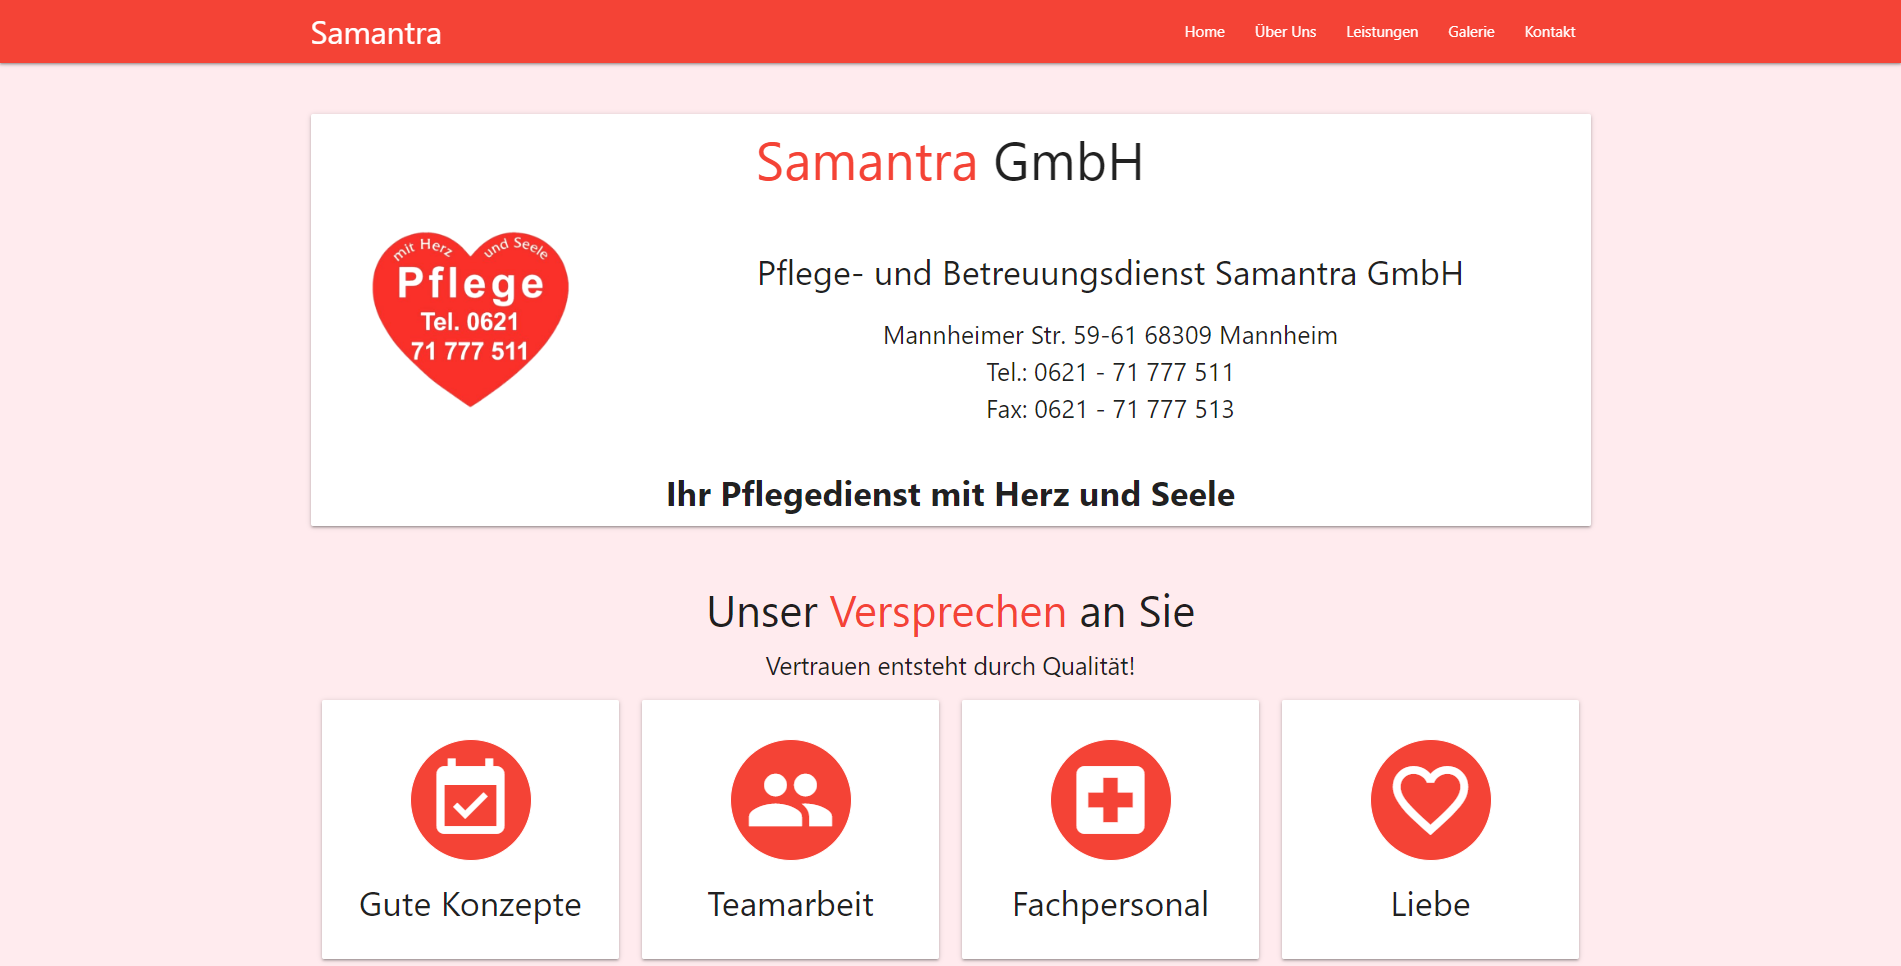 Samantra
Home Über Uns Leistungen Galerie Kontakt
Samantra GmbH
mit Herz und Seele
Pflege
Tel. 0621
71 777 511
Pflege- und Betreuungsdienst Samantra GmbH
Mannheimer Str. 59-61 68309 Mannheim
Tel.: 0621 - 71 777 511
Fax: 0621 - 71 777 513
Ihr Pflegedienst mit Herz und Seele
Unser Versprechen an Sie
Vertrauen entsteht durch Qualität!
Gute Konzepte
Teamarbeit
Fachpersonal
Liebe